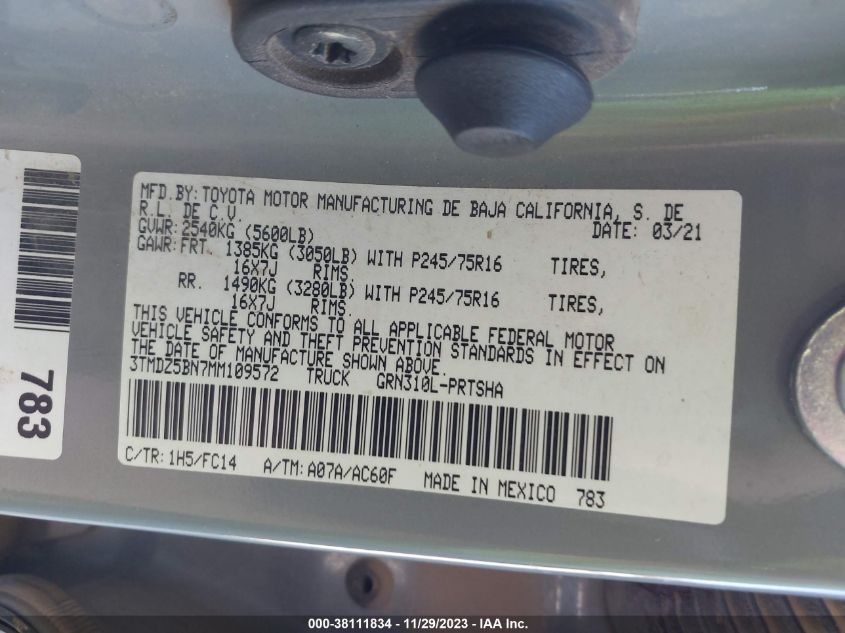 MFD.BY:TOYOTA MOTOR MANUFACTURING DE BAJA CALIFORNIA, S. DE
R.L. DE C.V. DATE: 03/21
GVWR:2540KG (5600LB)
GAWR:FRT. 1385KG (3050LB) WITH P245/75R16 TIRES,
16X7J RIMS.
RR. 1490KG (3280LB) WITH P245/75R16 TIRES,
16X7J RIMS.
THIS VEHICLE CONFORMS TO ALL APPLICABLE FEDERAL MOTOR
VEHICLE SAFETY AND THEFT PREVENTION STANDARDS IN EFFECT ON
THE DATE OF MANUFACTURE SHOWN ABOVE.
3TMDZ5BN7MM109572 TRUCK GRN310L-PRTSHA
C/TR:1H5/FC14 A/TM:A07A/AC60F MADE IN MEXICO 783
783
000-38111834 - 11/29/2023 - IAA Inc.